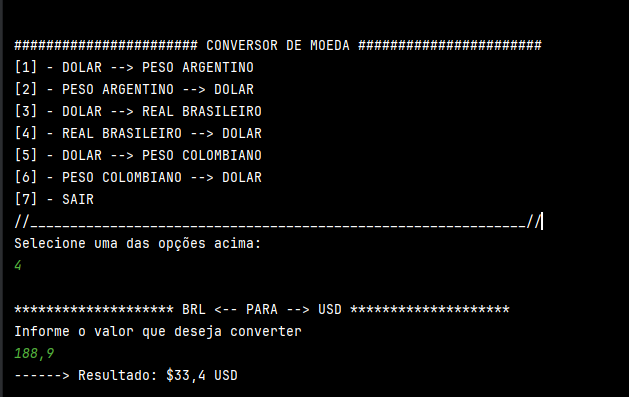 ####################### CONVERSOR DE MOEDA #######################
[1] - DOLAR --> PESO ARGENTINO
[2] - PESO ARGENTINO --> DOLAR
[3] - DOLAR --> REAL BRASILEIRO
[4] - REAL BRASILEIRO --> DOLAR
[5] - DOLAR --> PESO COLOMBIANO
[6] - PESO COLOMBIANO --> DOLAR
[7] - SAIR
//______________________________________________________________//
Selecione uma das opções acima:
4
******************** BRL <-- PARA --> USD ********************
Informe o valor que deseja converter
188,9
------> Resultado: $33,4 USD